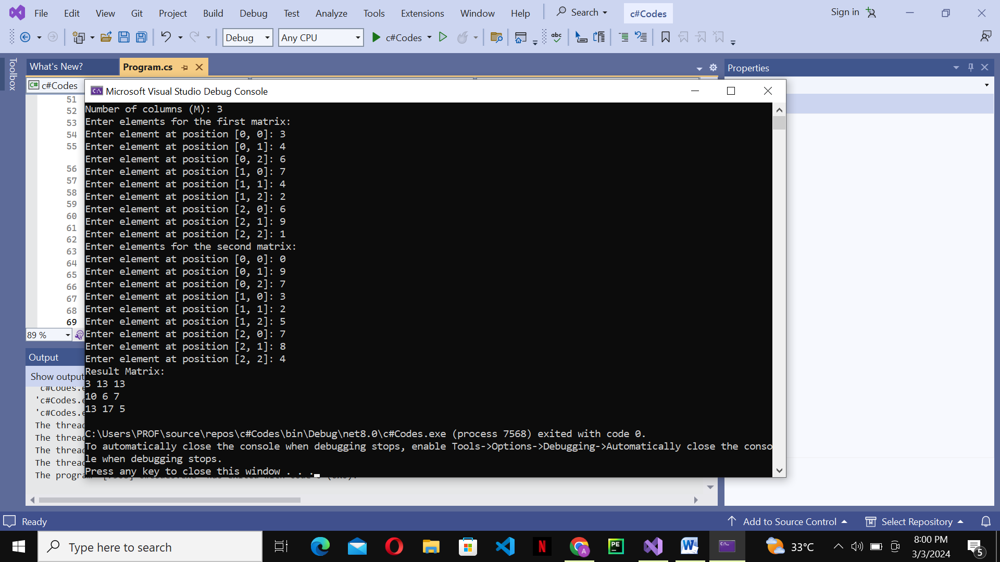 File Edit View Git Project Build Debug Test Analyze Tools Extensions Window Help Search c#Codes Sign in
Debug Any CPU c#Codes abc
Toolbox
What's New? Program.cs
Properties
C# c#Codes
Microsoft Visual Studio Debug Console
51
52
53
54
55
56
57
58
59
60
61
62
63
64
65
66
67
68
69
89 %
Number of columns (M): 3
Enter elements for the first matrix:
Enter element at position [0, 0]: 3
Enter element at position [0, 1]: 4
Enter element at position [0, 2]: 6
Enter element at position [1, 0]: 7
Enter element at position [1, 1]: 4
Enter element at position [1, 2]: 2
Enter element at position [2, 0]: 6
Enter element at position [2, 1]: 9
Enter element at position [2, 2]: 1
Enter elements for the second matrix:
Enter element at position [0, 0]: 0
Enter element at position [0, 1]: 9
Enter element at position [0, 2]: 7
Enter element at position [1, 0]: 3
Enter element at position [1, 1]: 2
Enter element at position [1, 2]: 5
Enter element at position [2, 0]: 7
Enter element at position [2, 1]: 8
Enter element at position [2, 2]: 4
Result Matrix:
3 13 13
10 6 7
13 17 5
C:\Users\PROF\source\repos\c#Codes\bin\Debug\net8.0\c#Codes.exe (process 7568) exited with code 0.
To automatically close the console when debugging stops, enable Tools->Options->Debugging->Automatically close the conso
le when debugging stops.
Press any key to close this window . . .
Output
Show output
'c#Codes.e
'c#Codes.e
'c#Codes.e
The thread
The thread
The thread
The thread
The program
Ready Add to Source Control Select Repository
Type here to search
33°C
8:00 PM
3/3/2024
5